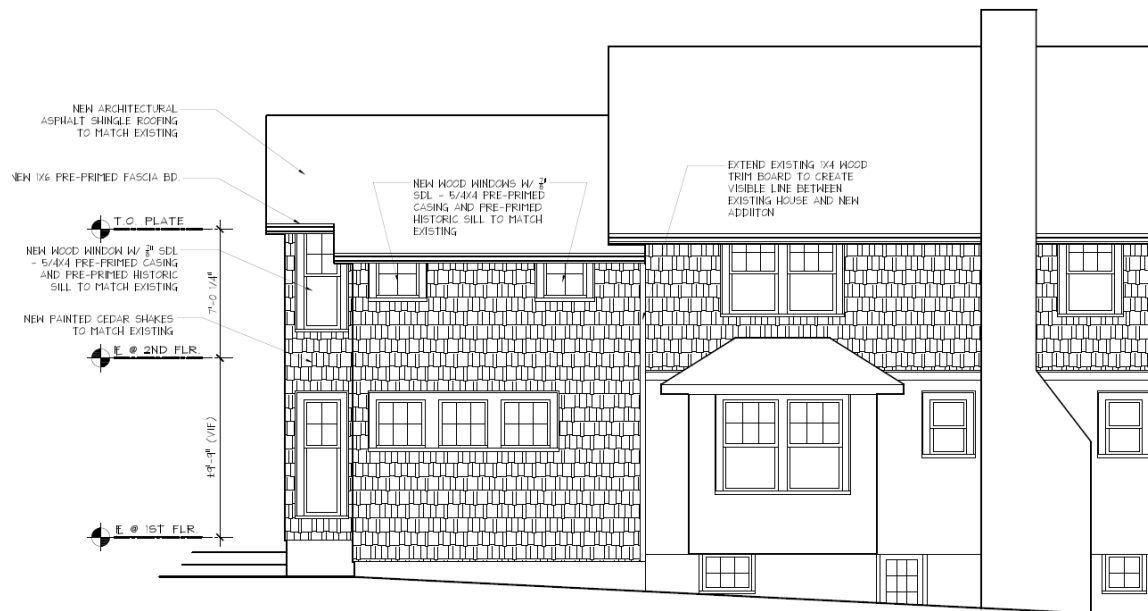 NEW ARCHITECTURAL
ASPHALT SHINGLE ROOFING
TO MATCH EXISTING
NEW 1X6 PRE-PRIMED FASCIA BD.
T.O. PLATE
NEW WOOD WINDOW W/ 7/8" SDL
- 5/4X4 PRE-PRIMED CASING
AND PRE-PRIMED HISTORIC
SILL TO MATCH EXISTING
7'-0 1/4"
NEW PAINTED CEDAR SHAKES
TO MATCH EXISTING
@ 2ND FLR.
±9'-9" (VIF)
@ 1ST FLR.
NEW WOOD WINDOWS W/ 7/8"
SDL - 5/4X4 PRE-PRIMED
CASING AND PRE-PRIMED
HISTORIC SILL TO MATCH
EXISTING
EXTEND EXISTING 1X4 WOOD
TRIM BOARD TO CREATE
VISIBLE LINE BETWEEN
EXISTING HOUSE AND NEW
ADDIITON